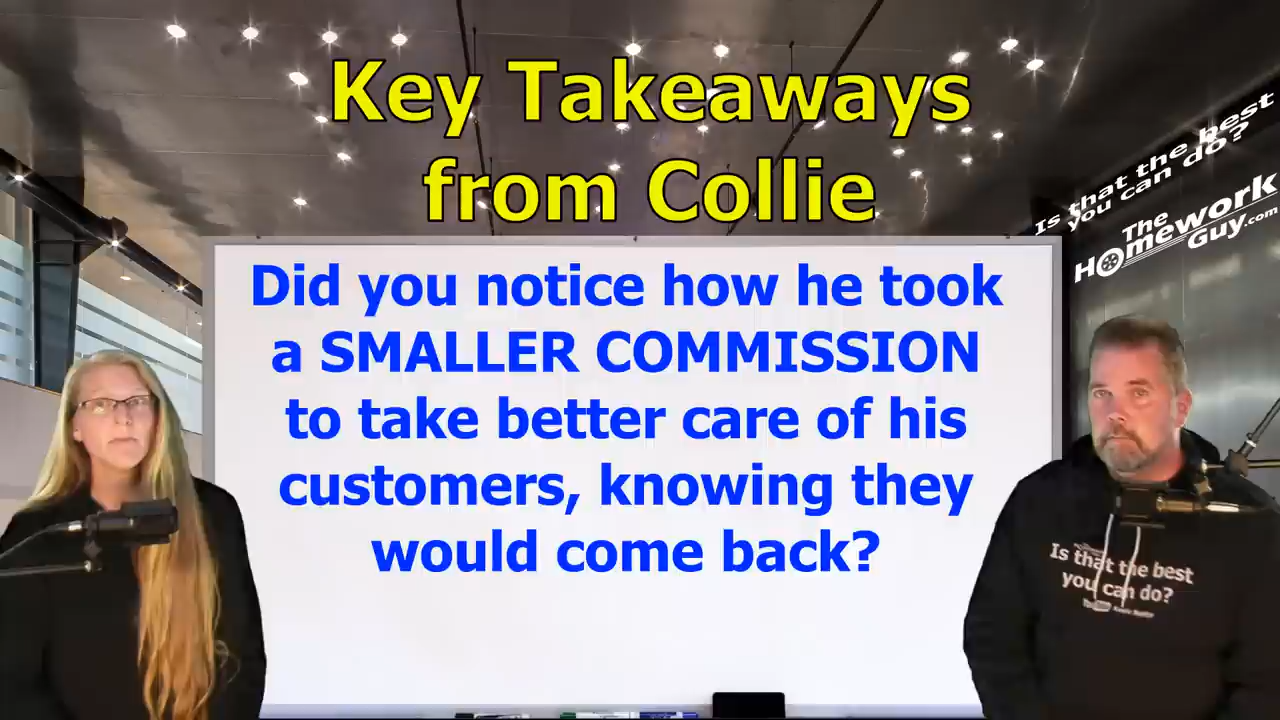 Key Takeaways
from Collie
Did you notice how he took
a SMALLER COMMISSION
to take better care of his
customers, knowing they
would come back?
Is that the best
you can do?
The
Homework
Guy.com
Is that the best
you can do?